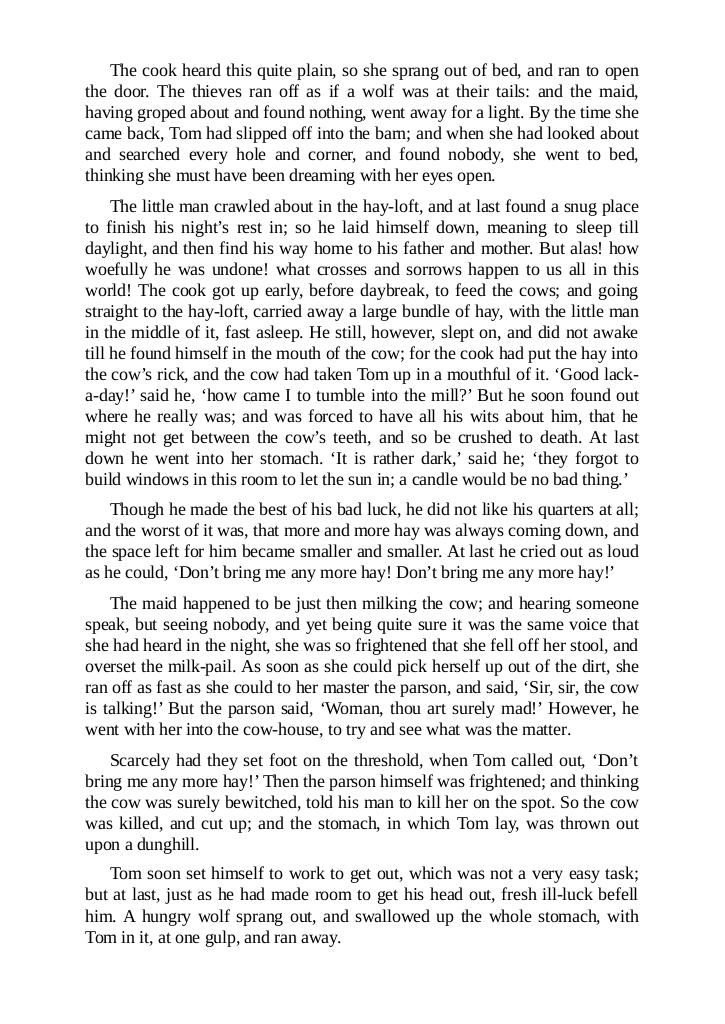 The cook heard this quite plain, so she sprang out of bed, and ran to open
the door. The thieves ran off as if a wolf was at their tails: and the maid,
having groped about and found nothing, went away for a light. By the time she
came back, Tom had slipped off into the barn; and when she had looked about
and searched every hole and corner, and found nobody, she went to bed,
thinking she must have been dreaming with her eyes open.
The little man crawled about in the hay-loft, and at last found a snug place
to finish his night’s rest in; so he laid himself down, meaning to sleep till
daylight, and then find his way home to his father and mother. But alas! how
woefully he was undone! what crosses and sorrows happen to us all in this
world! The cook got up early, before daybreak, to feed the cows; and going
straight to the hay-loft, carried away a large bundle of hay, with the little man
in the middle of it, fast asleep. He still, however, slept on, and did not awake
till he found himself in the mouth of the cow; for the cook had put the hay into
the cow’s rick, and the cow had taken Tom up in a mouthful of it. ‘Good lack-
a-day!’ said he, ‘how came I to tumble into the mill?’ But he soon found out
where he really was; and was forced to have all his wits about him, that he
might not get between the cow’s teeth, and so be crushed to death. At last
down he went into her stomach. ‘It is rather dark,’ said he; ‘they forgot to
build windows in this room to let the sun in; a candle would be no bad thing.’
Though he made the best of his bad luck, he did not like his quarters at all;
and the worst of it was, that more and more hay was always coming down, and
the space left for him became smaller and smaller. At last he cried out as loud
as he could, ‘Don’t bring me any more hay! Don’t bring me any more hay!’
The maid happened to be just then milking the cow; and hearing someone
speak, but seeing nobody, and yet being quite sure it was the same voice that
she had heard in the night, she was so frightened that she fell off her stool, and
overset the milk-pail. As soon as she could pick herself up out of the dirt, she
ran off as fast as she could to her master the parson, and said, ‘Sir, sir, the cow
is talking!’ But the parson said, ‘Woman, thou art surely mad!’ However, he
went with her into the cow-house, to try and see what was the matter.
Scarcely had they set foot on the threshold, when Tom called out, ‘Don’t
bring me any more hay!’ Then the parson himself was frightened; and thinking
the cow was surely bewitched, told his man to kill her on the spot. So the cow
was killed, and cut up; and the stomach, in which Tom lay, was thrown out
upon a dunghill.
Tom soon set himself to work to get out, which was not a very easy task;
but at last, just as he had made room to get his head out, fresh ill-luck befell
him. A hungry wolf sprang out, and swallowed up the whole stomach, with
Tom in it, at one gulp, and ran away.